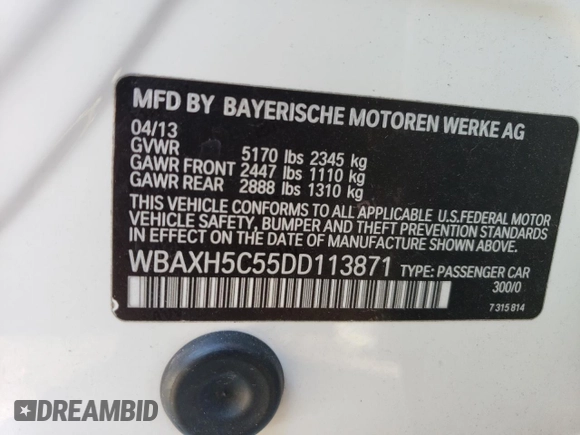 MFD BY BAYERISCHE MOTOREN WERKE AG
04/13
GVWR 5170 lbs 2345 kg
GAWR FRONT 2447 lbs 1110 kg
GAWR REAR 2888 lbs 1310 kg
THIS VEHICLE CONFORMS TO ALL APPLICABLE U.S.FEDERAL MOTOR
VEHICLE SAFETY, BUMPER AND THEFT PREVENTION STANDARDS IN
EFFECT ON THE DATE OF MANUFACTURE SHOWN ABOVE.
WBAXH5C55DD113871 TYPE: PASSENGER CAR
300/0
7 315 814
DREAMBID